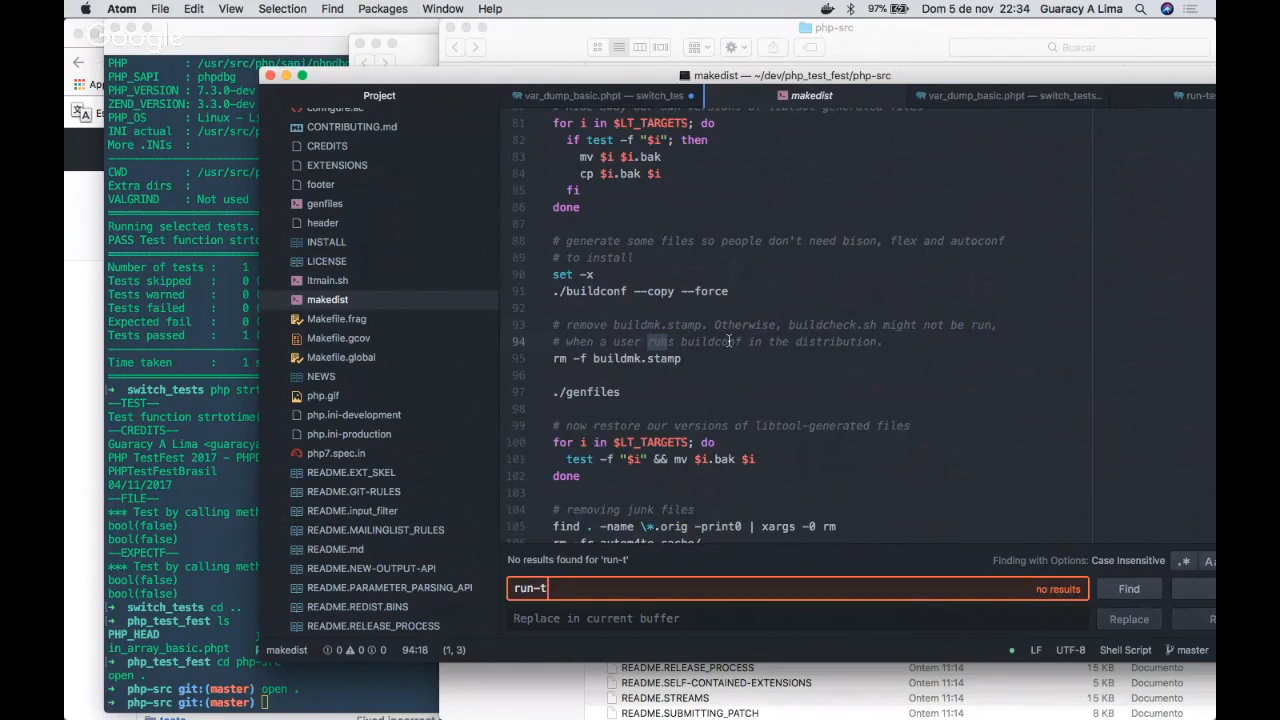 Atom File Edit View Selection Find Packages Window Help 97% Dom 5 de nov 22:34 Guaracy A Lima
Google
php-src
Buscar
PHP : /usr/src/php/sapi/phpdbg
PHP_SAPI : phpdbg
PHP_VERSION : 7.3.0-dev
ZEND_VERSION: 3.3.0-dev
PHP_OS : Linux - Li
INI actual : /usr/src/p
More .INIs :
CWD : /usr/src/p
Extra dirs :
VALGRIND : Not used
Running selected tests.
PASS Test function strto
Number of tests : 1
Tests skipped : 0 (
Tests warned : 0 (
Tests failed : 0 (
Expected fail : 0 (
Tests passed : 1 (
Time taken : 1 s
→ switch_tests php strt
--TEST--
Test function strtotime(
--CREDITS--
Guaracy A Lima <guaracya
PHP TestFest 2017 - PHPD
PHPTestFestBrasil
04/11/2017
--FILE--
*** Test by calling meth
bool(false)
bool(false)
--EXPECTF--
*** Test by calling meth
bool(false)
bool(false)
→ switch_tests cd ..
→ php_test_fest ls
PHP_HEAD
in_array_basic.phpt
→ php_test_fest cd php-src
open .
→ php-src git:(master) open .
→ php-src git:(master)
makedist — ~/dev/php_test_fest/php-src
Project
configure.ac
CONTRIBUTING.md
CREDITS
EXTENSIONS
footer
genfiles
header
INSTALL
LICENSE
ltmain.sh
makedist
Makefile.frag
Makefile.gcov
Makefile.global
NEWS
php.gif
php.ini-development
php.ini-production
php7.spec.in
README.EXT_SKEL
README.GIT-RULES
README.input_filter
README.MAILINGLIST_RULES
README.md
README.NEW-OUTPUT-API
README.PARAMETER_PARSING_API
README.REDIST.BINS
README.RELEASE_PROCESS
var_dump_basic.phpt — switch_tes
makedist
var_dump_basic.phpt — switch_tests...
run-te
81 for i in $LT_TARGETS; do
82 if test -f "$i"; then
83 mv $i $i.bak
84 cp $i.bak $i
85 fi
86 done
87
88 # generate some files so people don't need bison, flex and autoconf
89 # to install
90 set -x
91 ./buildconf --copy --force
92
93 # remove buildmk.stamp. Otherwise, buildcheck.sh might not be run,
94 # when a user runs buildconf in the distribution.
95 rm -f buildmk.stamp
96
97 ./genfiles
98
99 # now restore our versions of libtool-generated files
100 for i in $LT_TARGETS; do
101 test -f "$i" && mv $i.bak $i
102 done
103
104 # removing junk files
105 find . -name \*.orig -print0 | xargs -0 rm
rm -fr autom4te.cache/
No results found for 'run-t'
Finding with Options: Case Insensitive
.*
run-t
no results
Find
Replace in current buffer
Replace
makedist 0 0 0 94:18 (1, 3)
LF UTF-8 Shell Script master
README.RELEASE_PROCESS Ontem 11:14 15 KB Documento
README.SELF-CONTAINED-EXTENSIONS Ontem 11:14 5 KB Documento
README.STREAMS Ontem 11:14 15 KB Documento
README.SUBMITTING_PATCH Ontem 11:14 5 KB Documento